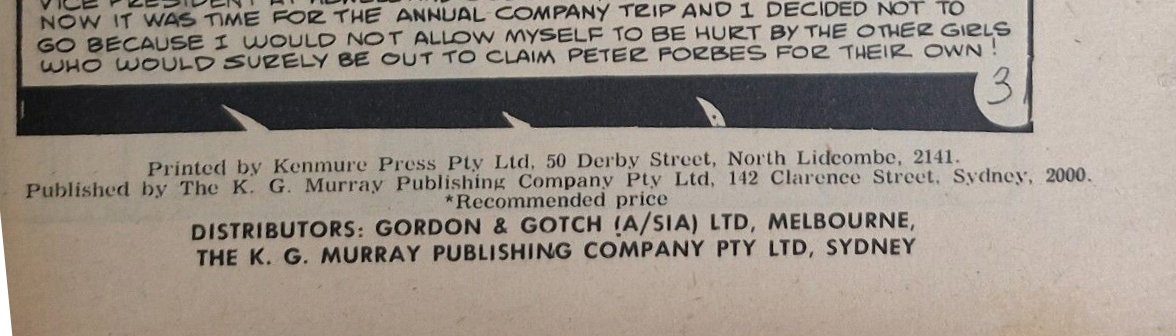 VICE PRESIDENT AT
NOW IT WAS TIME FOR THE ANNUAL COMPANY TRIP AND I DECIDED NOT TO
GO BECAUSE I WOULD NOT ALLOW MYSELF TO BE HURT BY THE OTHER GIRLS
WHO WOULD SURELY BE OUT TO CLAIM PETER FORBES FOR THEIR OWN!
3
Printed by Kenmure Press Pty Ltd, 50 Derby Street, North Lidcombe, 2141.
Published by The K. G. Murray Publishing Company Pty Ltd, 142 Clarence Street, Sydney, 2000.
*Recommended price
DISTRIBUTORS: GORDON & GOTCH (A/SIA) LTD, MELBOURNE,
THE K. G. MURRAY PUBLISHING COMPANY PTY LTD, SYDNEY